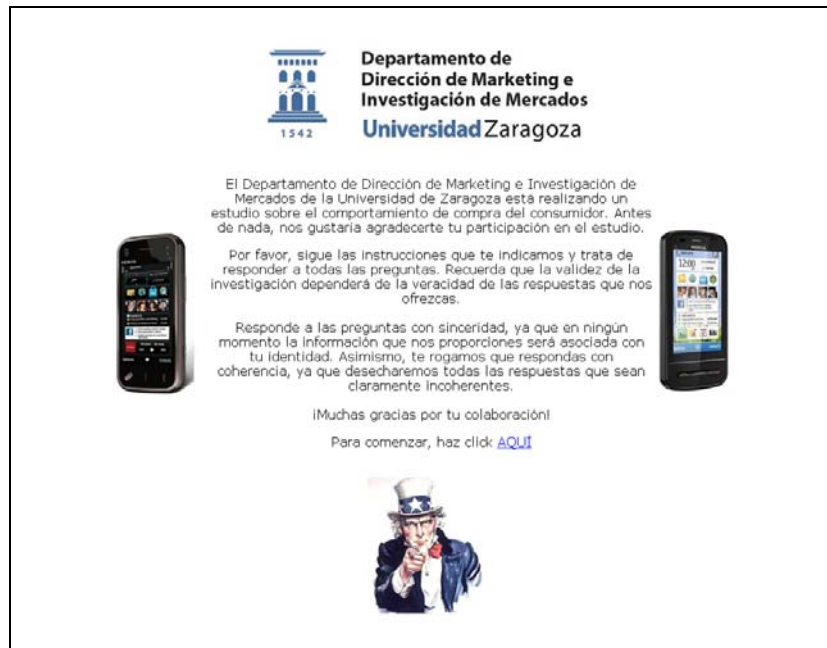 Departamento de
Dirección de Marketing e
Investigación de Mercados
Universidad Zaragoza
1542
El Departamento de Dirección de Marketing e Investigación de
Mercados de la Universidad de Zaragoza está realizando un
estudio sobre el comportamiento de compra del consumidor. Antes
de nada, nos gustaría agradecerte tu participación en el estudio.
Por favor, sigue las instrucciones que te indicamos y trata de
responder a todas las preguntas. Recuerda que la validez de la
investigación dependerá de la veracidad de las respuestas que nos
ofrezcas.
Responde a las preguntas con sinceridad, ya que en ningún
momento la información que nos proporciones será asociada con
tu identidad. Asimismo, te rogamos que respondas con
coherencia, ya que desecharemos todas las respuestas que sean
claramente incoherentes.
¡Muchas gracias por tu colaboración!
Para comenzar, haz click AQUÍ
NOKIA
12:00